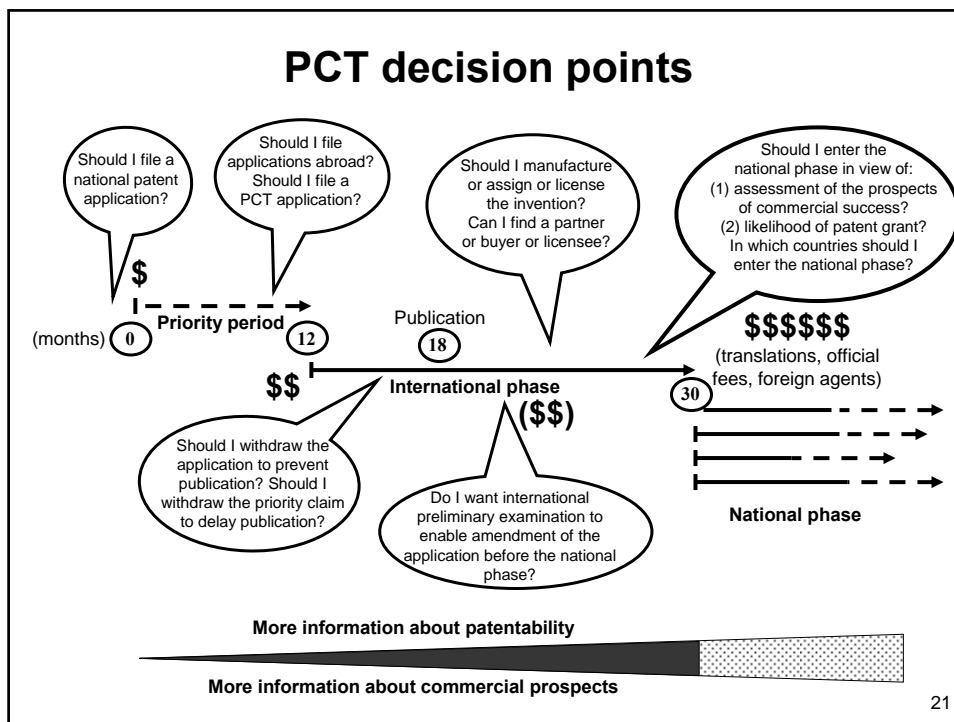 PCT decision points
Should I file a
national patent
application?
Should I file
applications abroad?
Should I file a
PCT application?
Should I manufacture
or assign or license
the invention?
Can I find a partner
or buyer or licensee?
Should I enter the
national phase in view of:
(1) assessment of the prospects
of commercial success?
(2) likelihood of patent grant?
In which countries should I
enter the national phase?
$
Priority period
(months)
0
12
Publication
18
$$$$$$
(translations, official
fees, foreign agents)
$$
International phase
30
($$)
Should I withdraw the
application to prevent
publication? Should I
withdraw the priority claim
to delay publication?
Do I want international
preliminary examination to
enable amendment of the
application before the national
phase?
National phase
More information about patentability
More information about commercial prospects
21